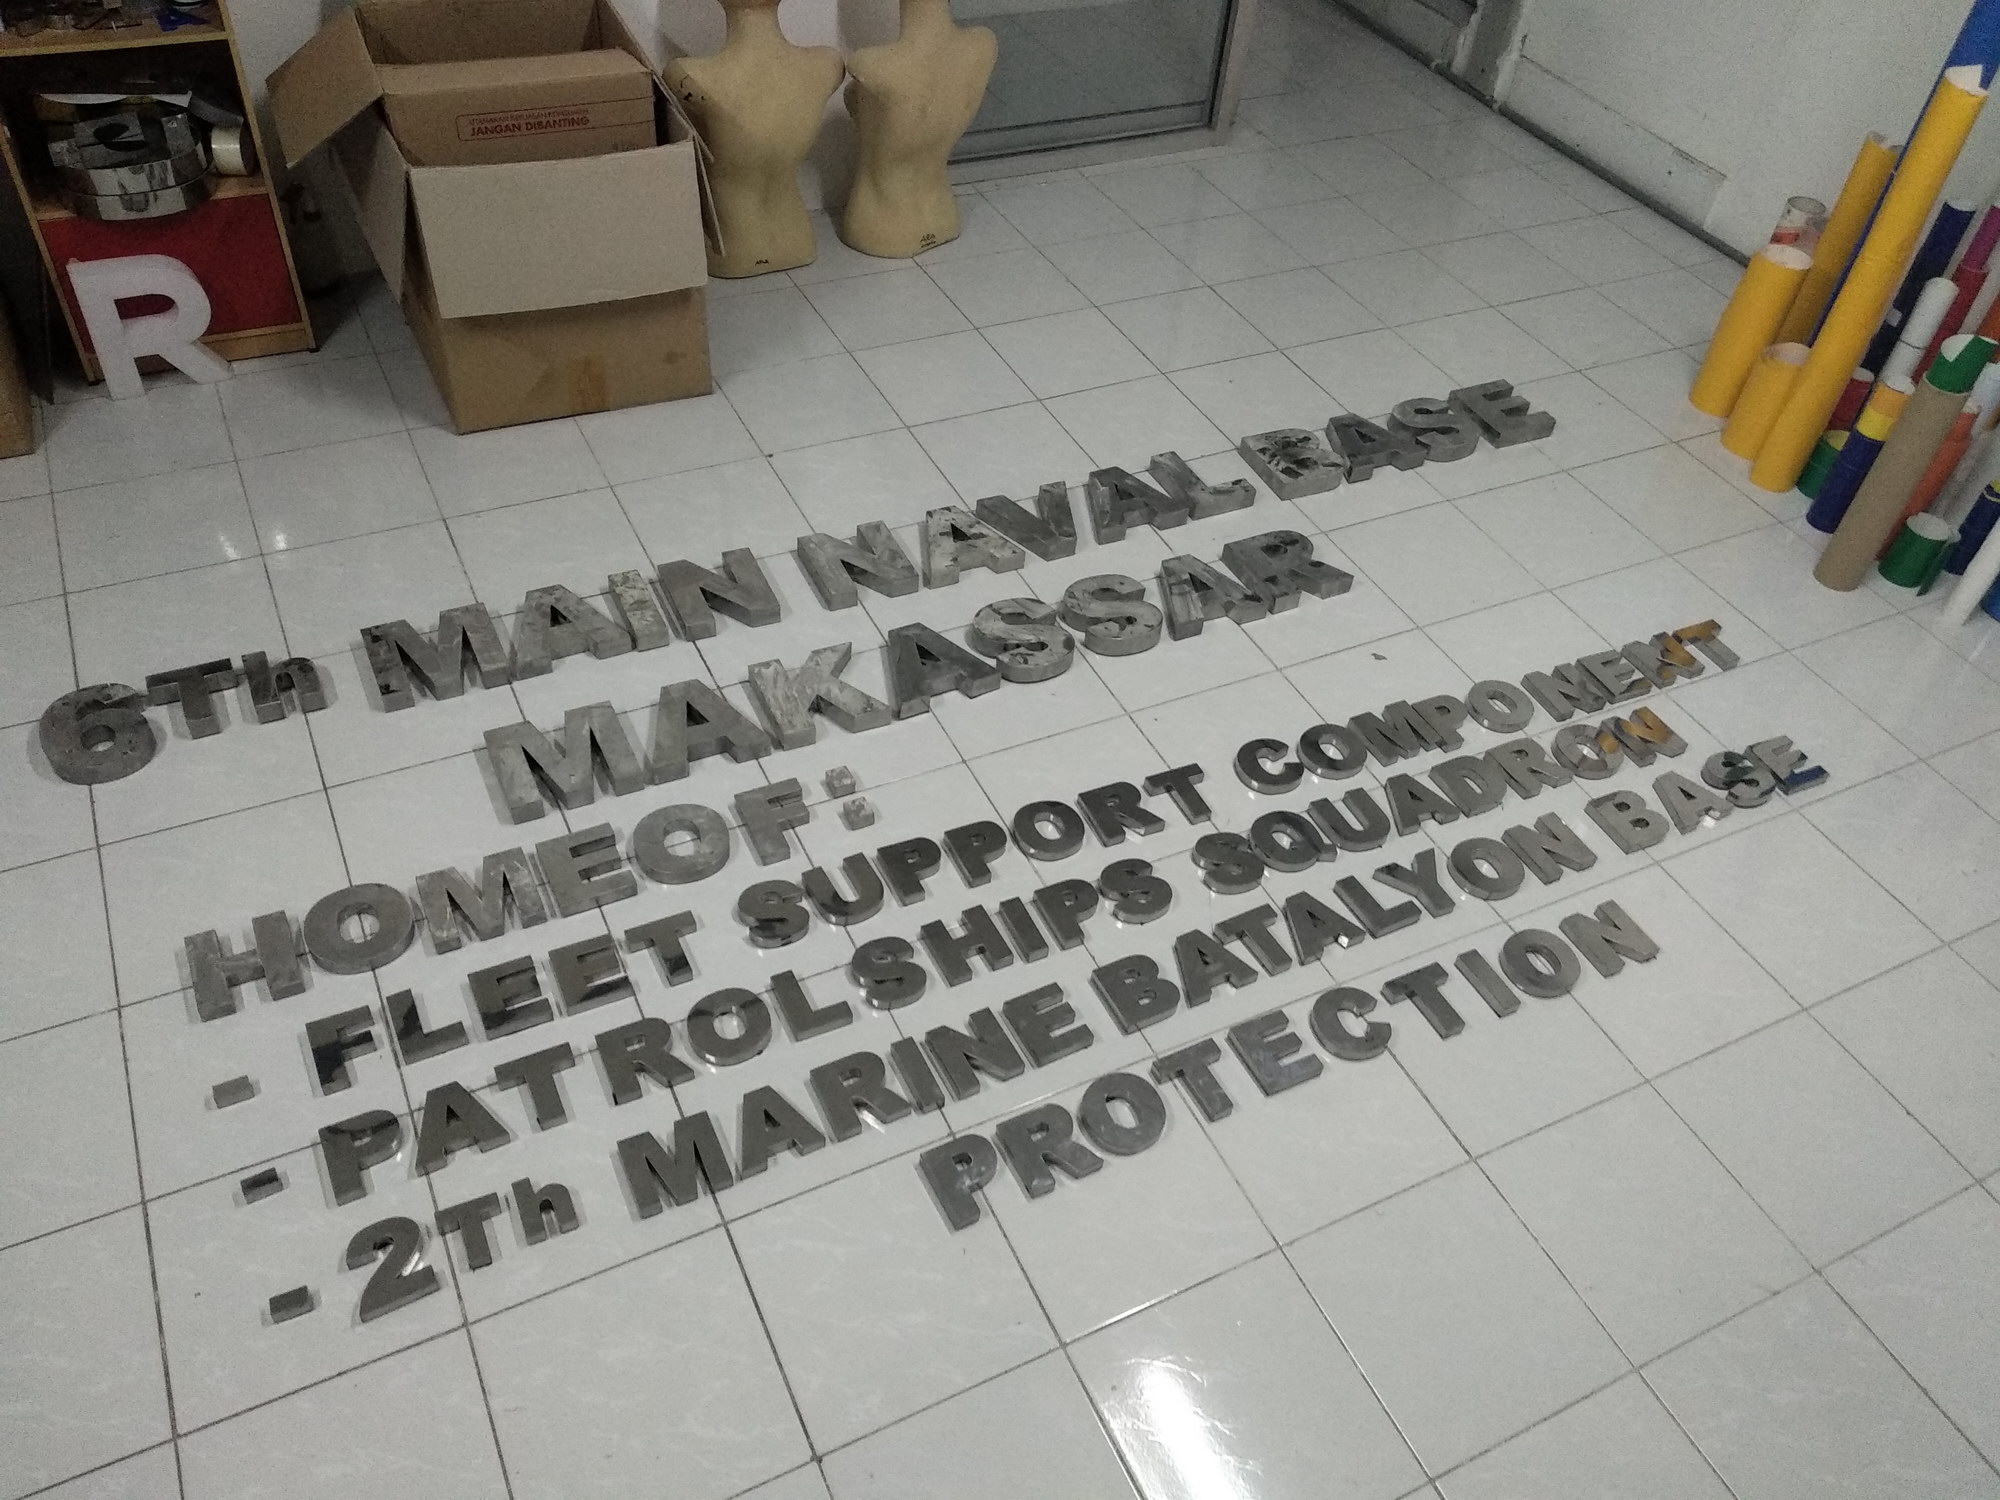 JANGAN DIBANTING
R
6Th MAIN NAVAL BASE
MAKASSAR
HOMEOF:
- FLEET SUPPORT COMPONENT
- PATROL SHIPS SQUADRON
- 2Th MARINE BATALYON BASE
PROTECTION